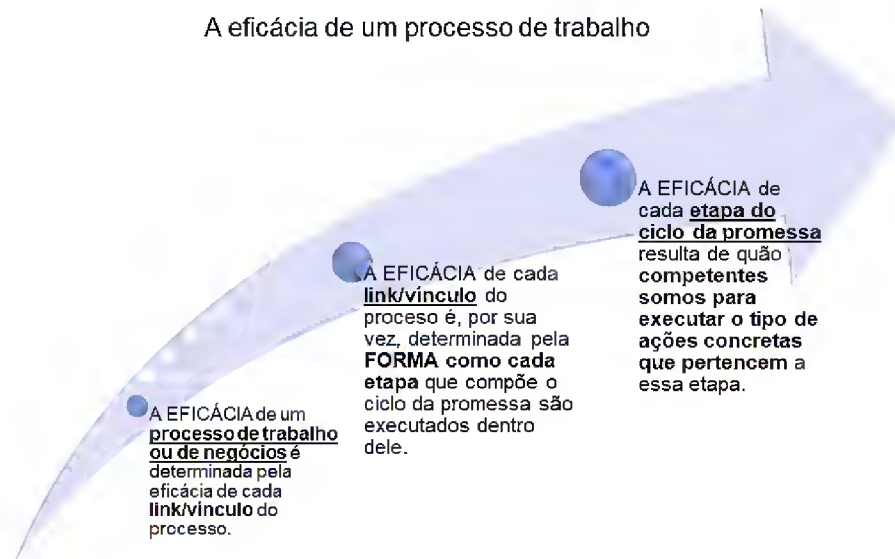 A eficácia de um processo de trabalho
A EFICÁCIA de um
processo de trabalho
ou de negócios é
determinada pela
eficácia de cada
link/vinculo do
processo.
A EFICÁCIA de cada
link/vínculo do
proceso é, por sua
vez, determinada pela
FORMA como cada
etapa que compõe o
ciclo da promessa são
executados dentro
dele.
A EFICÁCIA de
cada etapa do
ciclo da promessa
resulta de quão
competentes
somos para
executar o tipo de
ações concretas
que pertencem a
essa etapa.